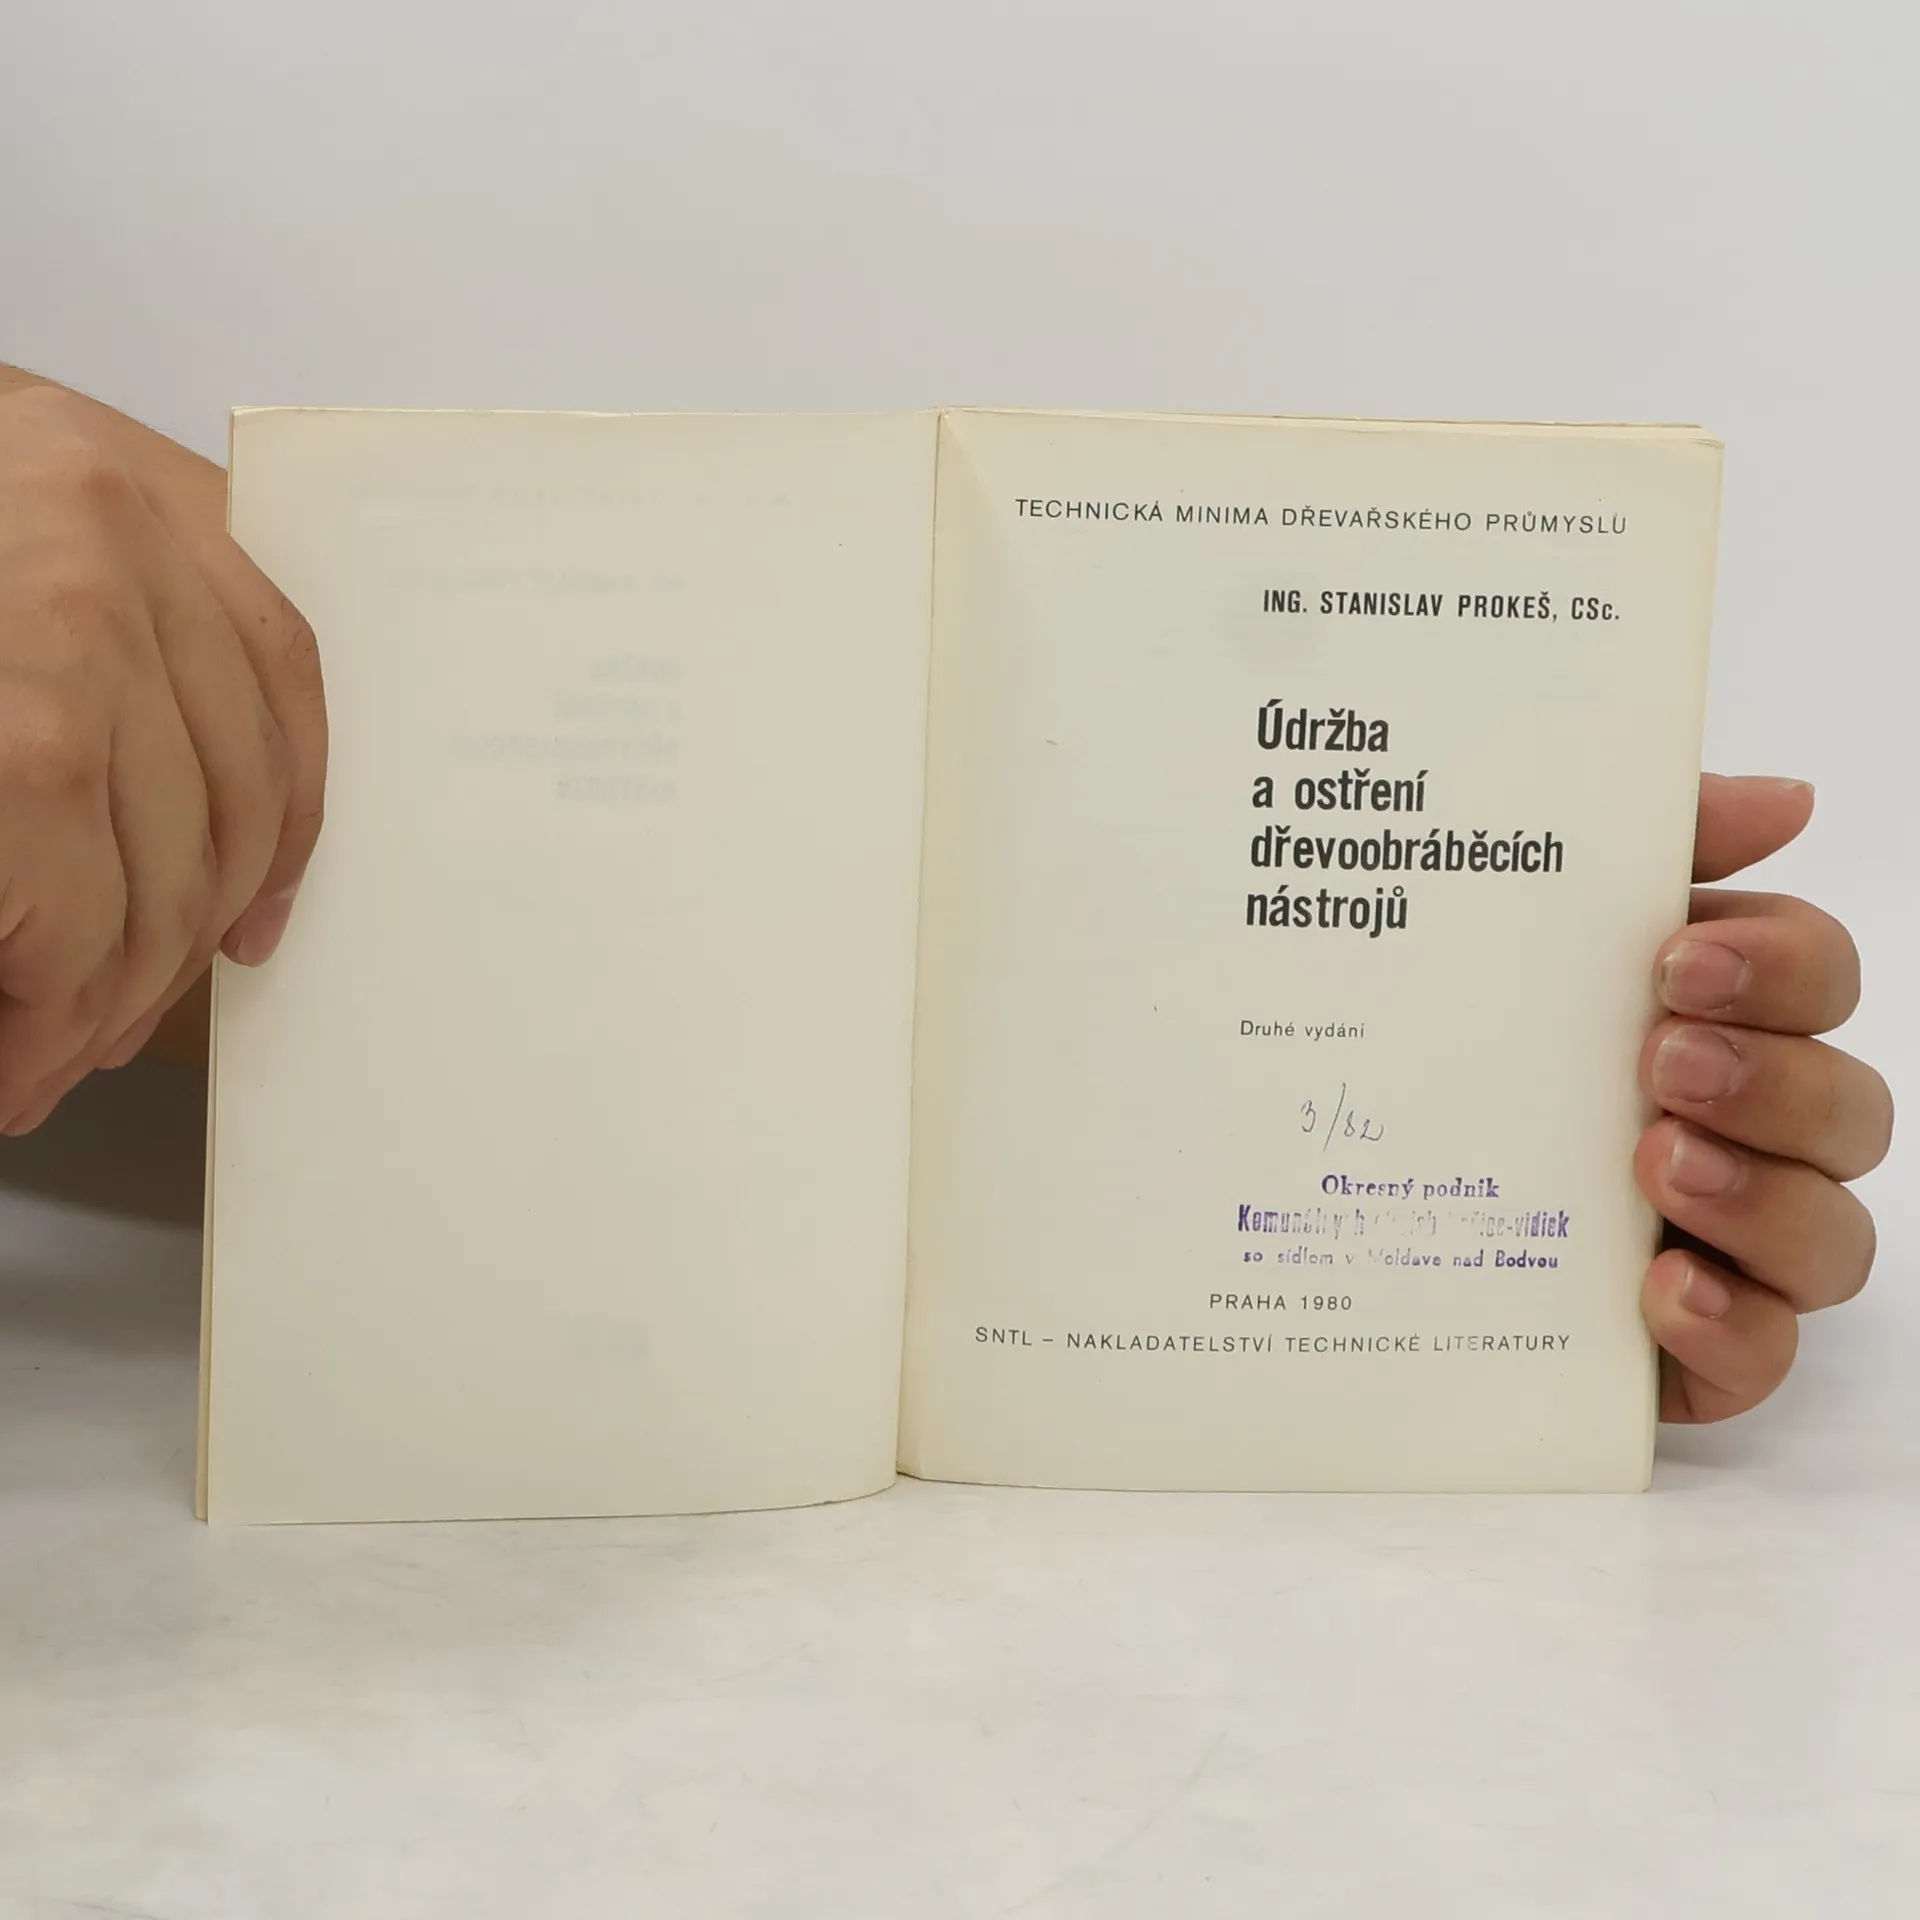 TECHNICKÁ MINIMA DŘEVAŘSKÉHO PRŮMYSLU
ING. STANISLAV PROKEŠ, CSc.
Údržba
a ostření
dřevoobráběcích
nástrojů
Druhé vydání
3/82
Okresný podnik
so sídlom v Moldave nad Bodvou
PRAHA 1980
SNTL – NAKLADATELSTVÍ TECHNICKÉ LITERATURY